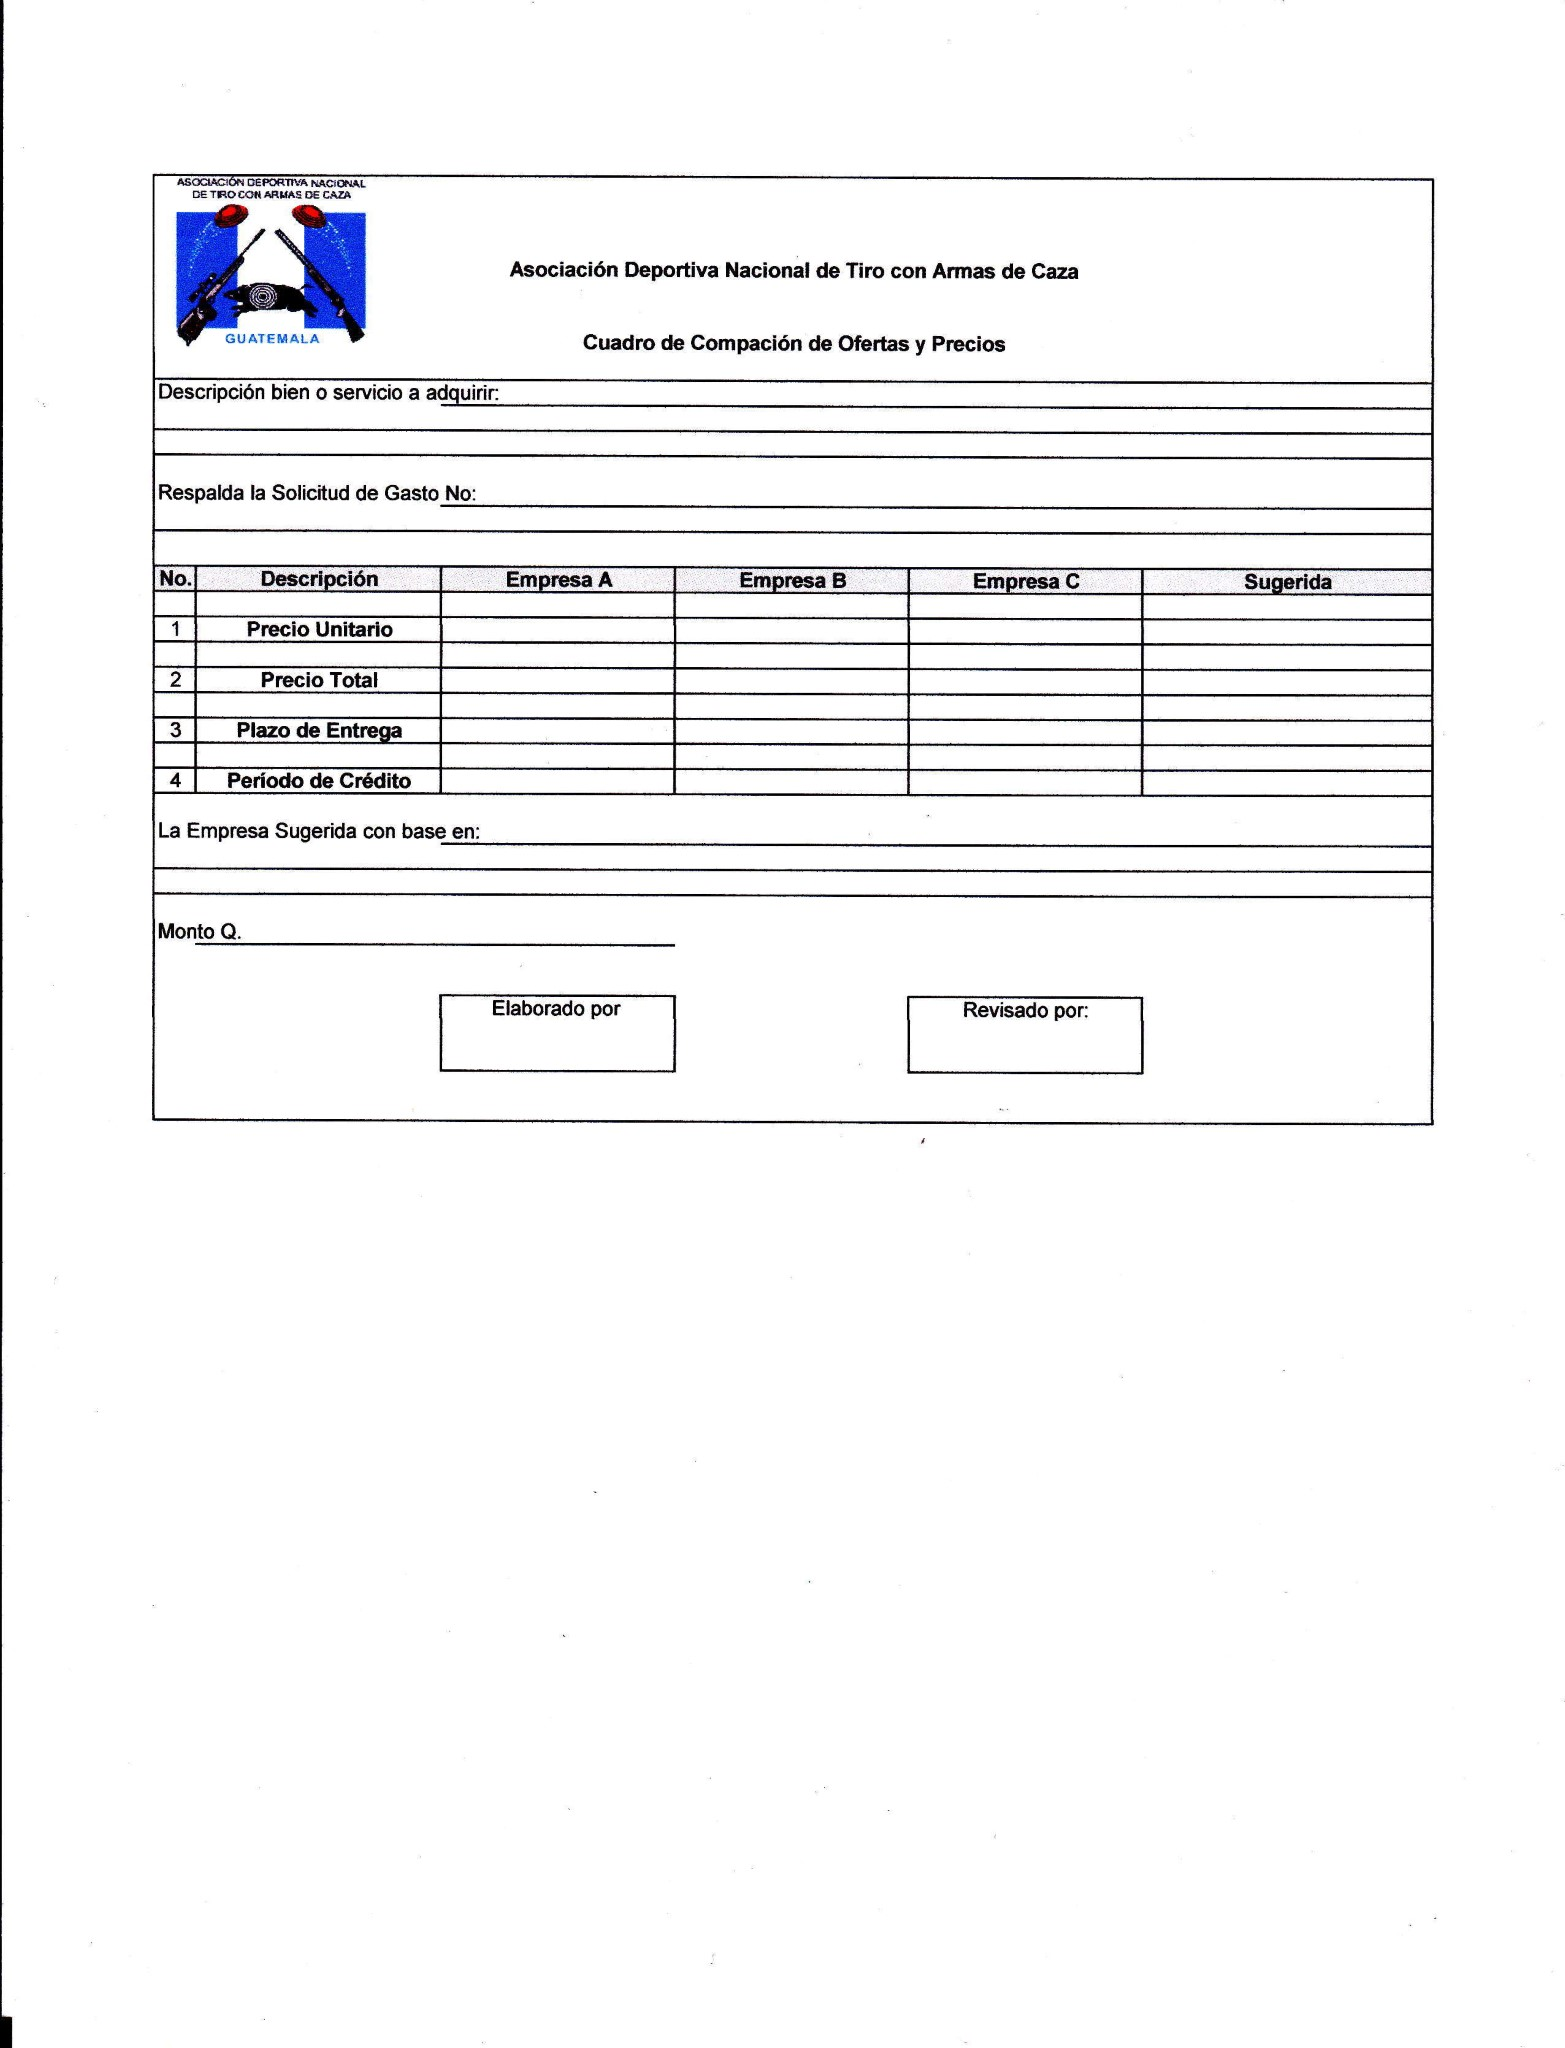 ASOCIACIÓN DEPORTIVA NACIONAL
DE TIRO CON ARMAS DE CAZA
GUATEMALA
Asociación Deportiva Nacional de Tiro con Armas de Caza
Cuadro de Compación de Ofertas y Precios
Descripción bien o servicio a adquirir:
Respalda la Solicitud de Gasto No:
No. Descripción Empresa A Empresa B Empresa C Sugerida
1 Precio Unitario
2 Precio Total
3 Plazo de Entrega
4 Período de Crédito
La Empresa Sugerida con base en:
Monto Q.
Elaborado por Revisado por: